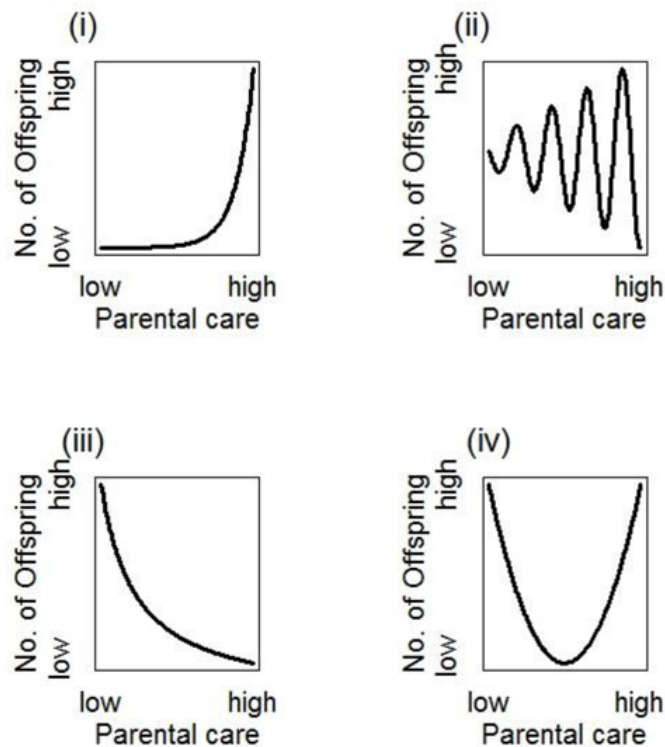 (i)
No. of Offspring
low high
low high
Parental care
(ii)
No. of Offspring
low high
low high
Parental care
(iii)
No. of Offspring
low high
low high
Parental care
(iv)
No. of Offspring
low high
low high
Parental care